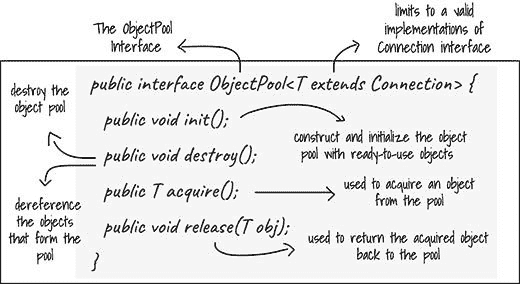 The ObjectPool
Interface
limits to a valid
implementations of
Connection interface
public interface ObjectPool<T extends Connection> {
destroy the
object pool
public void init();
construct and initialize the object
pool with ready-to-use objects
public void destroy();
dereference
the objects
that form the
pool
public T acquire();
used to acquire an object
from the pool
public void release(T obj);
used to return the acquired object
back to the pool
}